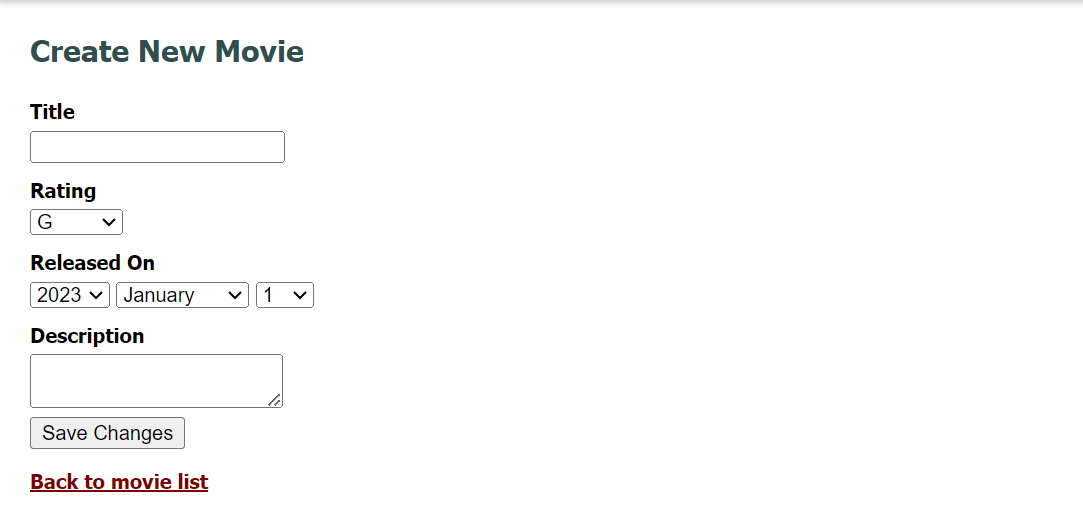 Create New Movie
Title
Rating
G
Released On
2023 January 1
Description
Save Changes
Back to movie list